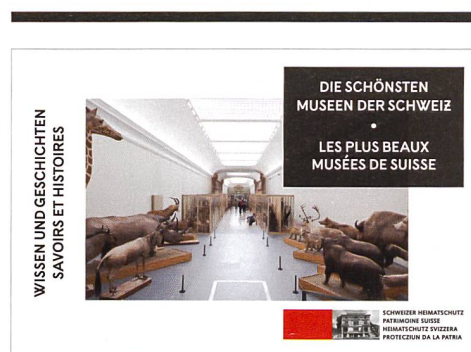 WISSEN UND GESCHICHTEN
SAVOIRS ET HISTOIRES
DIE SCHÖNSTEN
MUSEEN DER SCHWEIZ
•
LES PLUS BEAUX
MUSÉES DE SUISSE
SCHWEIZER HEIMATSCHUTZ
PATRIMOINE SUISSE
HEIMATSCHUTZ SVIZZERA
PROTECZIUN DA LA PATRIA